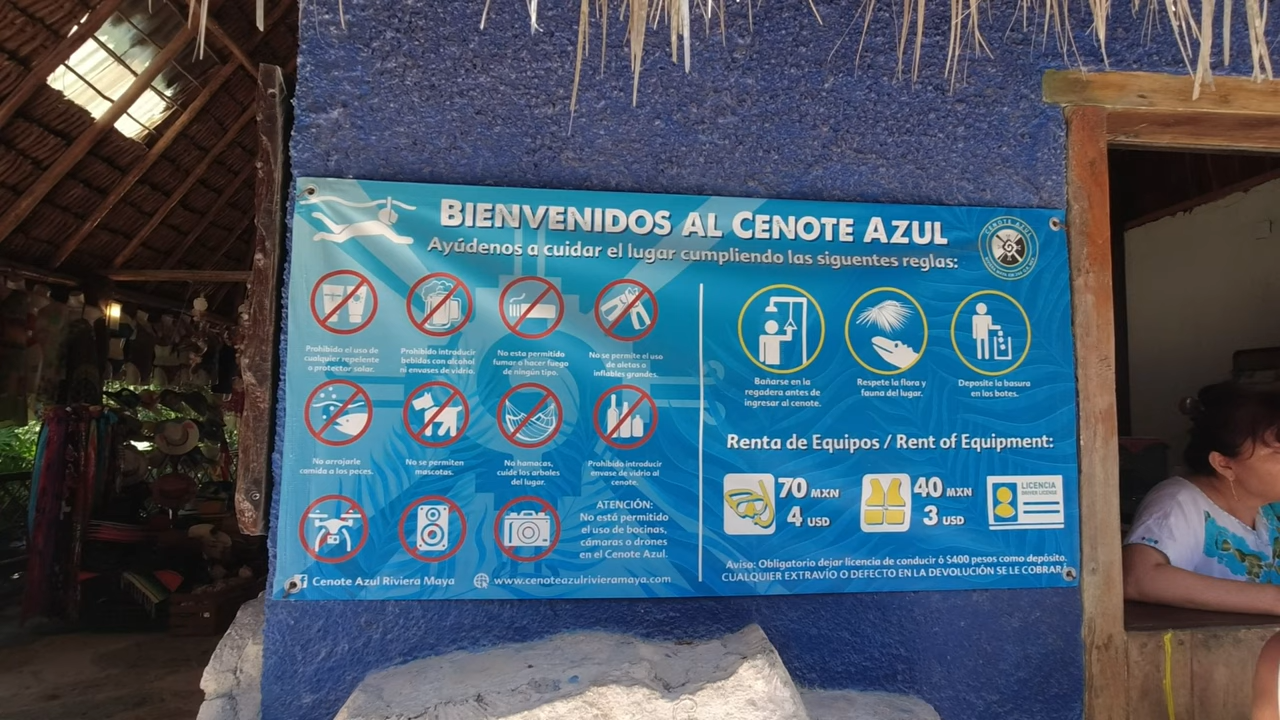 BIENVENIDOS AL CENOTE AZUL
Ayúdenos a cuidar el lugar cumpliendo las siguentes reglas:
CENOTE AZUL
Prohibido el uso de
cualquier repelente
o protector solar.
Prohibido introducir
bebidas con alcohol
ni envases de vidrio.
No esta permitido
fumar o hacer fuego
de ningún tipo.
No se permite el uso
de aletas o
inflables grandes.
No arrojarle
comida a los peces.
No se permiten
mascotas.
No hamacas,
cuide los arboles
del lugar.
Prohibido introducir
envase de vidrio al
cenote.
ATENCIÓN:
No está permitido
el uso de bocinas,
cámaras o drones
en el Cenote Azul.
f Cenote Azul Riviera Maya
www.cenoteazulrivieramaya.com
Bañarse en la
regadera antes de
ingresar al cenote.
Respete la flora y
fauna del lugar.
Deposite la basura
en los botes.
Renta de Equipos / Rent of Equipment:
70 MXN
4 USD
40 MXN
3 USD
LICENCIA
DRIVER LICENSE
Aviso: Obligatorio dejar licencia de conducir ó $400 pesos como depósito.
CUALQUIER EXTRAVÍO O DEFECTO EN LA DEVOLUCIÓN SE LE COBRARÁ